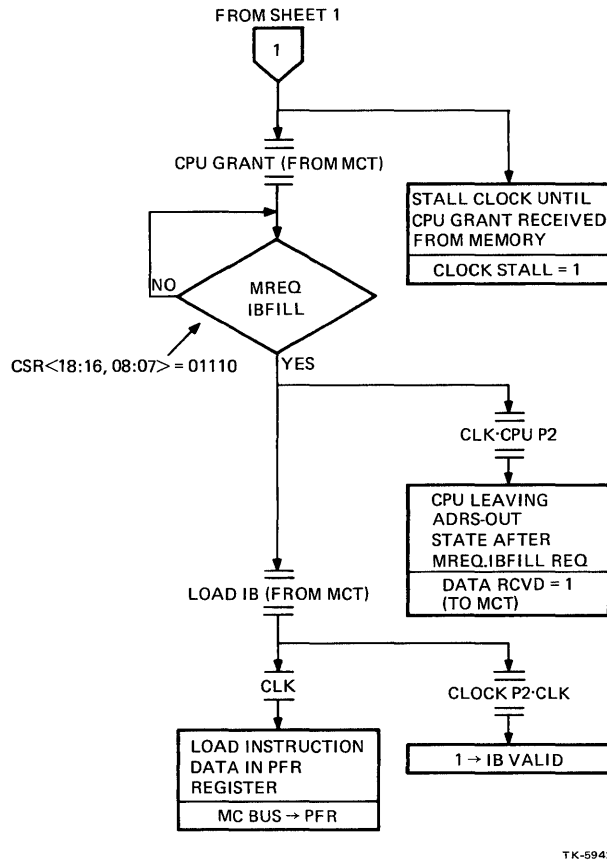 FROM SHEET 1
1
CPU GRANT (FROM MCT)
STALL CLOCK UNTIL
CPU GRANT RECEIVED
FROM MEMORY
CLOCK STALL = 1
NO
MREQ
IBFILL
CSR<18:16, 08:07> = 01110
YES
CLK·CPU P2
CPU LEAVING
ADRS-OUT
STATE AFTER
MREQ.IBFILL REQ
DATA RCVD = 1
(TO MCT)
LOAD IB (FROM MCT)
CLK
CLOCK P2·CLK
LOAD INSTRUCTION
DATA IN PFR
REGISTER
MC BUS → PFR
1 → IB VALID